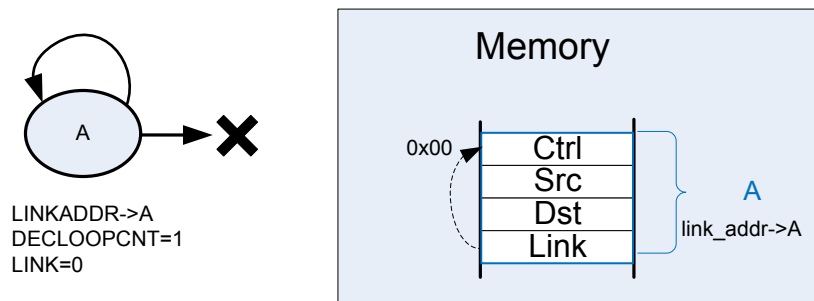 A
LINKADDR->A
DECLOOPCNT=1
LINK=0
Memory
0x00
Ctrl
Src
Dst
Link
A
link_addr->A